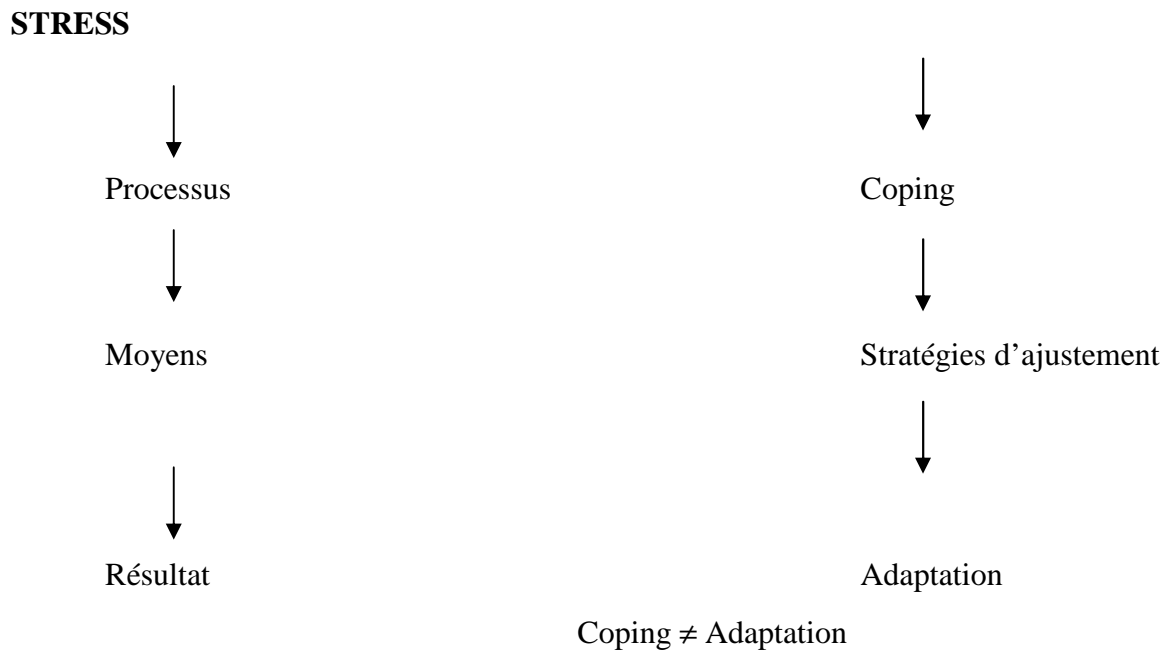 STRESS
Processus Coping
Moyens Stratégies d’ajustement
Résultat Adaptation
Coping ≠ Adaptation